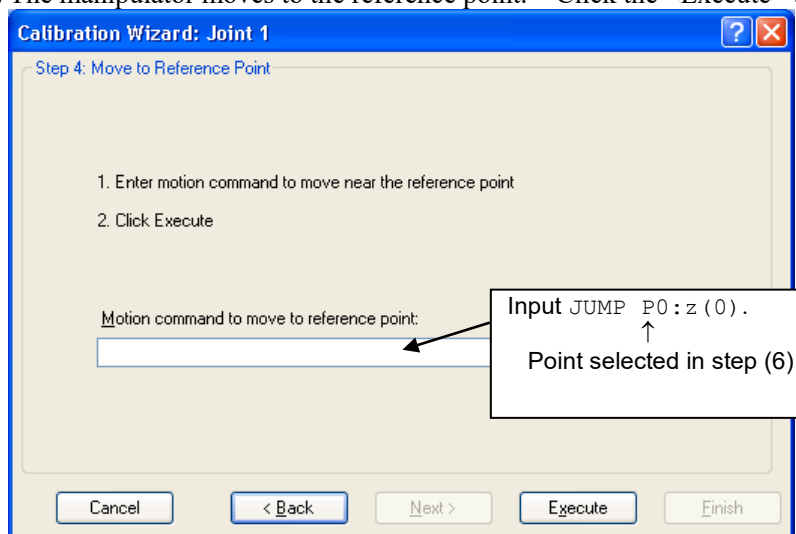 The manipulator moves to the reference point. Click the "Execute"
Calibration Wizard: Joint 1
Step 4: Move to Reference Point
1. Enter motion command to move near the reference point
2. Click Execute
Motion command to move to reference point:
Input JUMP P0:z(0).
↑
Point selected in step (6)
Cancel
< Back
Next >
Execute
Finish